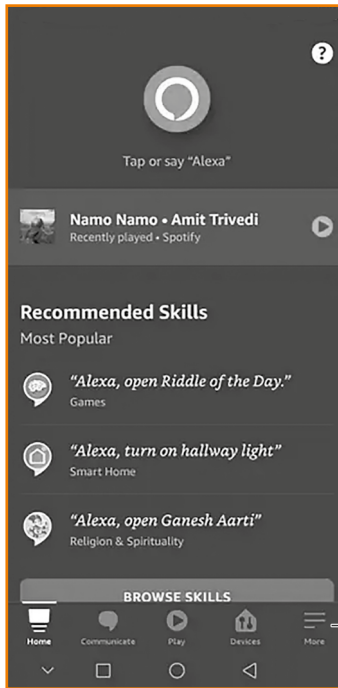 ?
Tap or say “Alexa”
Namo Namo • Amit Trivedi
Recently played • Spotify
Recommended Skills
Most Popular
“Alexa, open Riddle of the Day.”
Games
“Alexa, turn on hallway light”
Smart Home
“Alexa, open Ganesh Aarti”
Religion & Spirituality
BROWSE SKILLS
Home Communicate Play Devices More